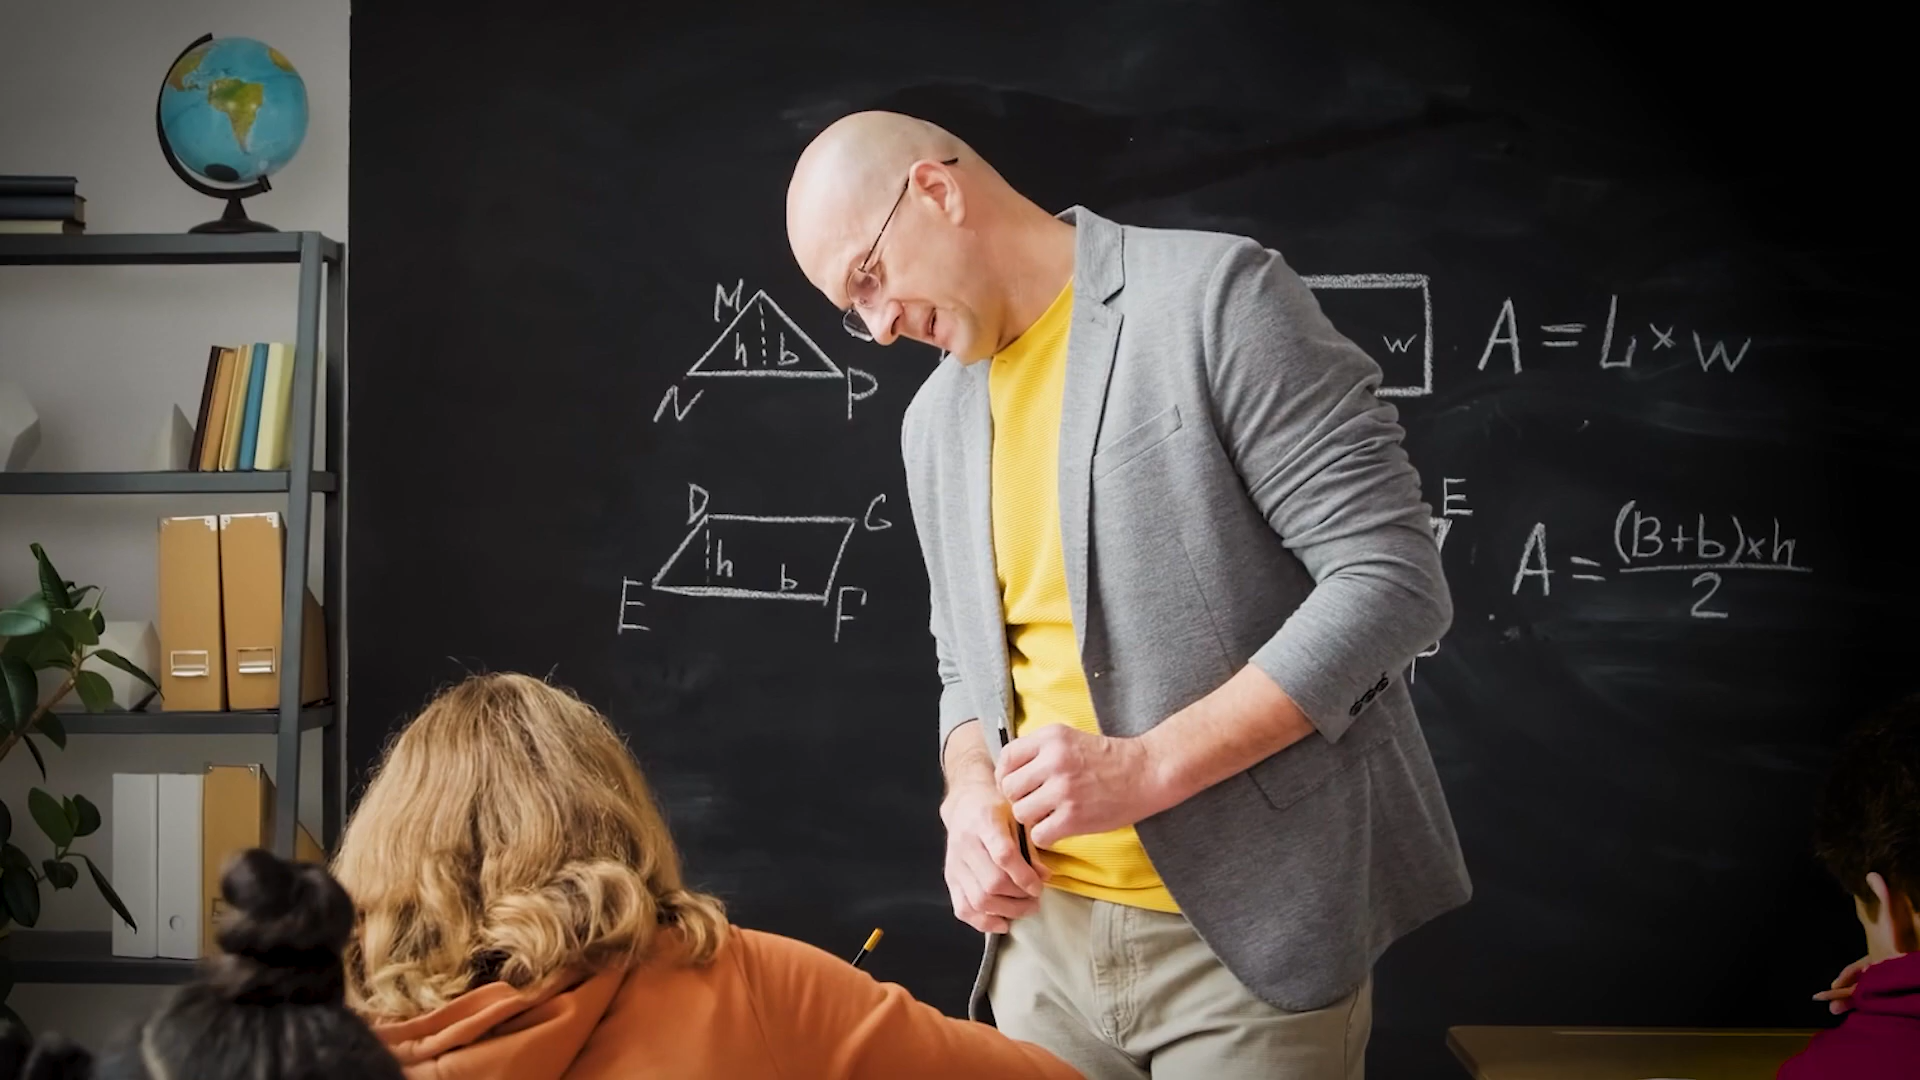 M
h b
N P
w
A = L × w
D G
h b
E F
E
A = (B+b)×h / 2